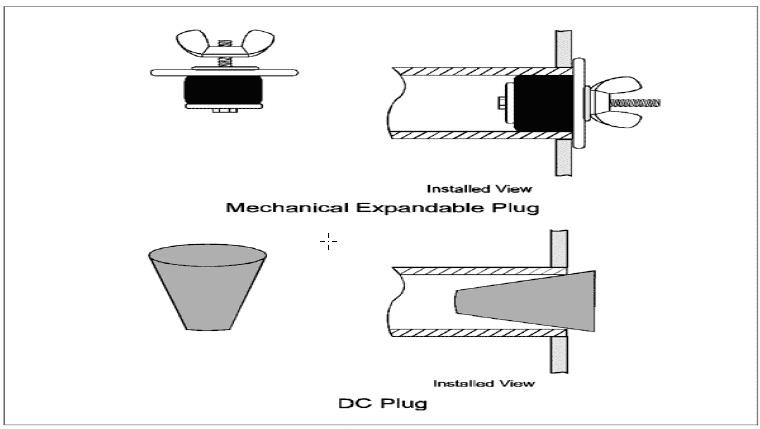 Installed View
Mechanical Expandable Plug
Installed View
DC Plug